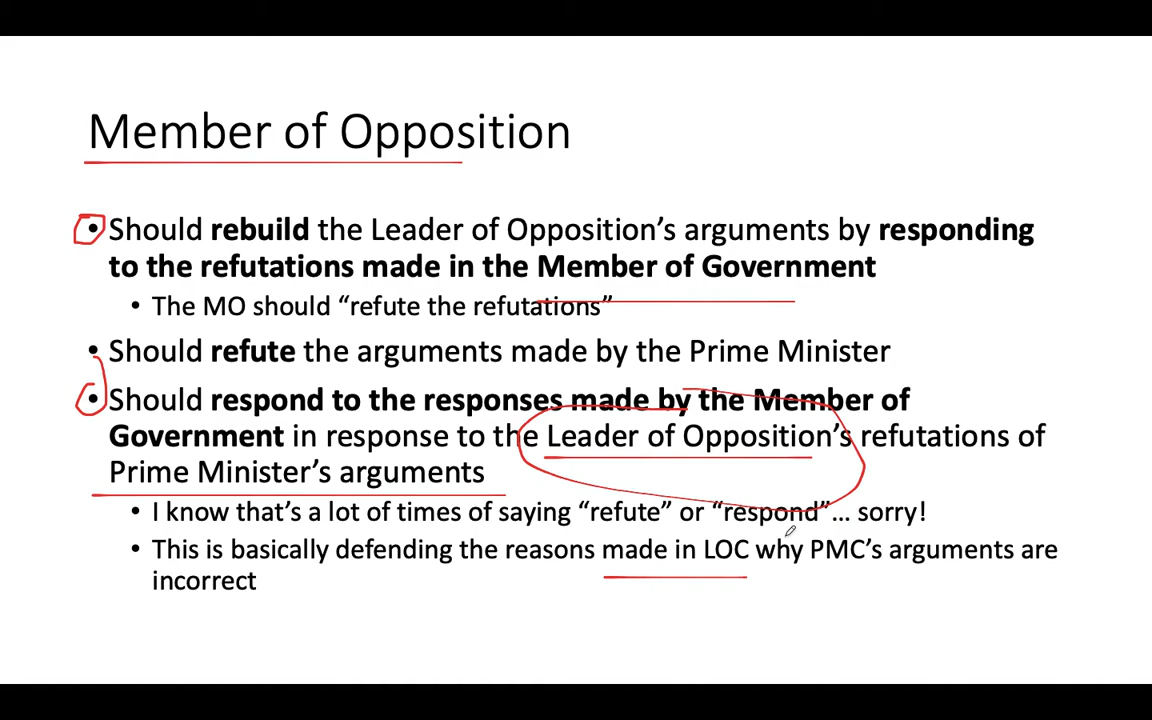 Member of Opposition
• Should rebuild the Leader of Opposition’s arguments by responding
to the refutations made in the Member of Government
• The MO should “refute the refutations”
• Should refute the arguments made by the Prime Minister
• Should respond to the responses made by the Member of
Government in response to the Leader of Opposition’s refutations of
Prime Minister’s arguments
• I know that’s a lot of times of saying “refute” or “respond”… sorry!
• This is basically defending the reasons made in LOC why PMC’s arguments are
incorrect